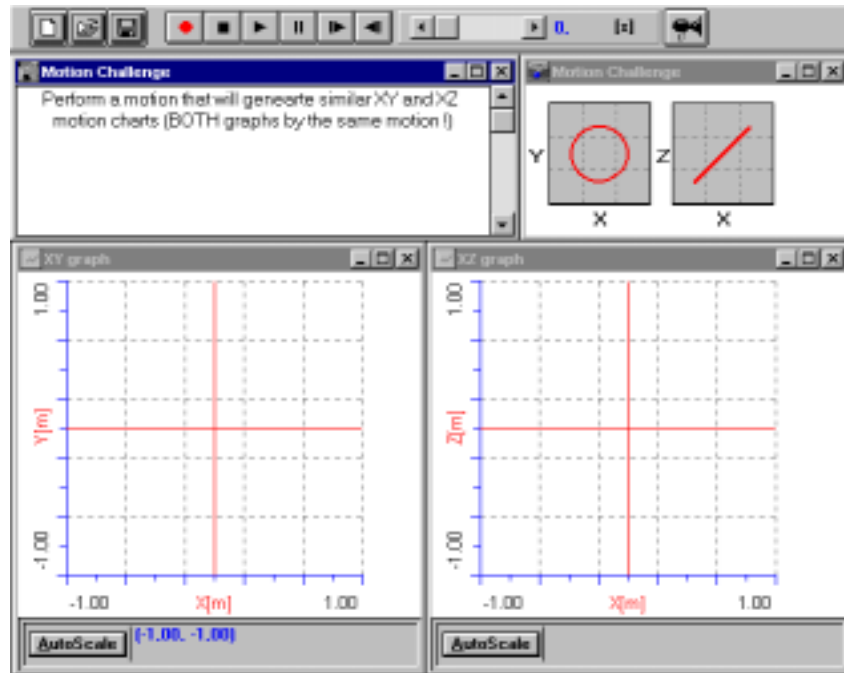 0. [s]
Motion Challenge
Perform a motion that will genearte similar XY and XZ
motion charts (BOTH graphs by the same motion !)
Motion Challenge
Y Z
X X
XY graph
1.00
Y[m]
-1.00
-1.00 X[m] 1.00
AutoScale (-1.00, -1.00)
XZ graph
1.00
Z[m]
-1.00
-1.00 X[m] 1.00
AutoScale